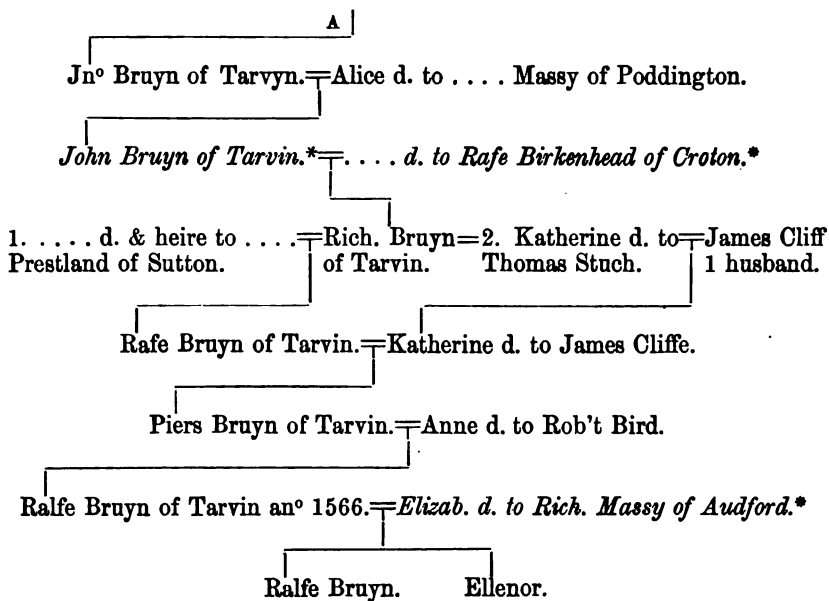 A
Jnº Bruyn of Tarvyn. Alice d. to . . . . Massy of Poddington.
John Bruyn of Tarvin.* . . . . d. to Rafe Birkenhead of Croton.*
1. . . . . d. & heire to . . . . Rich. Bruyn=2. Katherine d. to James Cliff
Prestland of Sutton. of Tarvin. Thomas Stuch. 1 husband.
Rafe Bruyn of Tarvin. Katherine d. to James Cliffe.
Piers Bruyn of Tarvin. Anne d. to Rob't Bird.
Ralfe Bruyn of Tarvin anº 1566. Elizab. d. to Rich. Massy of Audford.*
Ralfe Bruyn. Ellenor.